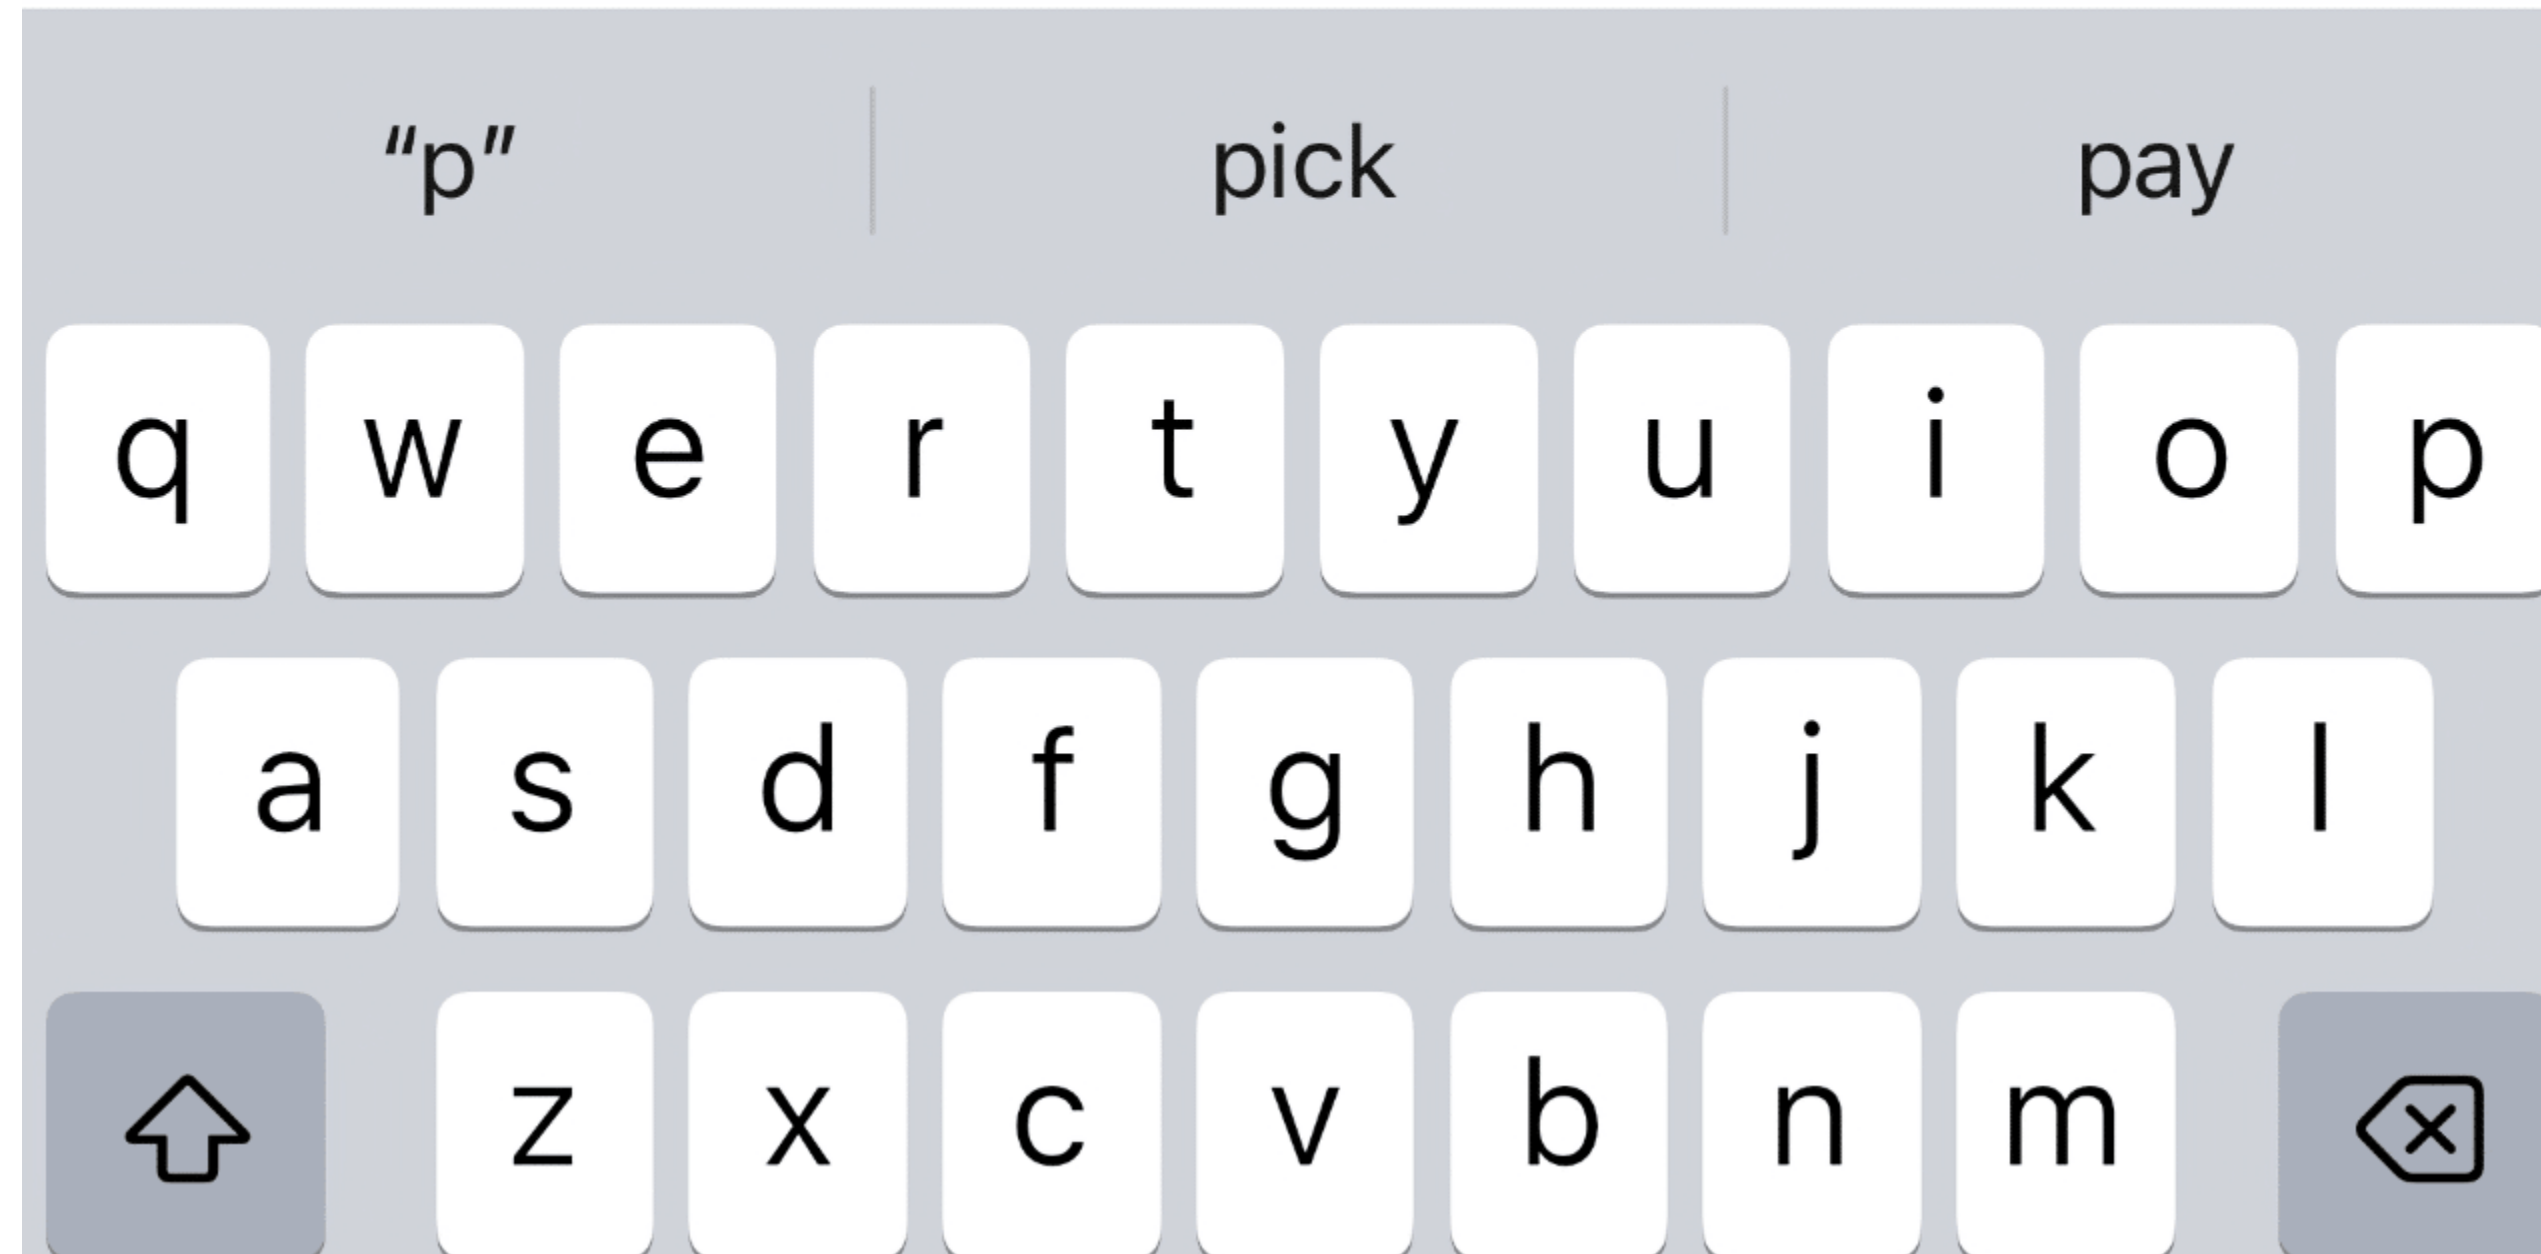 “p” pick pay
q w e r t y u i o p
a s d f g h j k l
z x c v b n m